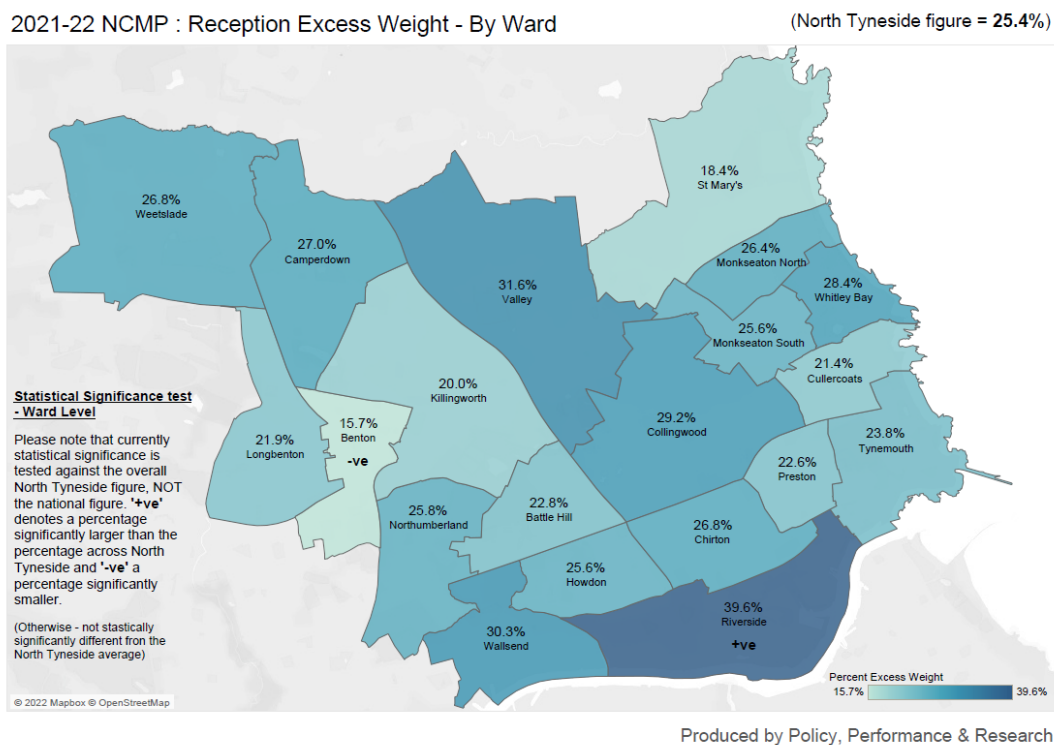 2021-22 NCMP : Reception Excess Weight - By Ward
(North Tyneside figure = 25.4%)
18.4%
St Mary's
26.8%
Weetslade
27.0%
Camperdown
26.4%
Monkseaton North
31.6%
Valley
28.4%
Whitley Bay
25.6%
Monkseaton South
21.4%
Cullercoats
20.0%
Killingworth
Statistical Significance test
- Ward Level
Please note that currently
statistical significance is
tested against the overall
North Tyneside figure, NOT
the national figure. '+ve'
denotes a percentage
significantly larger than the
percentage across North
Tyneside and '-ve' a
percentage significantly
smaller.
(Otherwise - not stastically
significantly different fron the
North Tyneside average)
15.7%
Benton
-ve
21.9%
Longbenton
29.2%
Collingwood
23.8%
Tynemouth
22.6%
Preston
25.8%
Northumberland
22.8%
Battle Hill
26.8%
Chirton
25.6%
Howdon
39.6%
Riverside
+ve
30.3%
Wallsend
Percent Excess Weight
15.7% 39.6%
© 2022 Mapbox © OpenStreetMap
Produced by Policy, Performance & Research